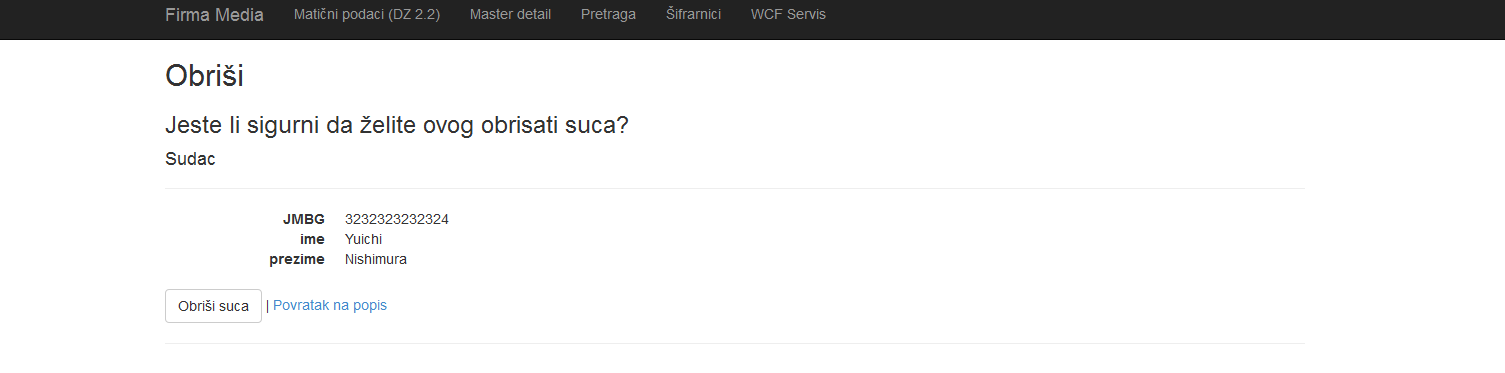 Firma Media Matični podaci (DZ 2.2) Master detail Pretraga Šifrarnici WCF Servis
Obriši
Jeste li sigurni da želite ovog obrisati suca?
Sudac
JMBG 3232323232324
ime Yuichi
prezime Nishimura
Obriši suca | Povratak na popis